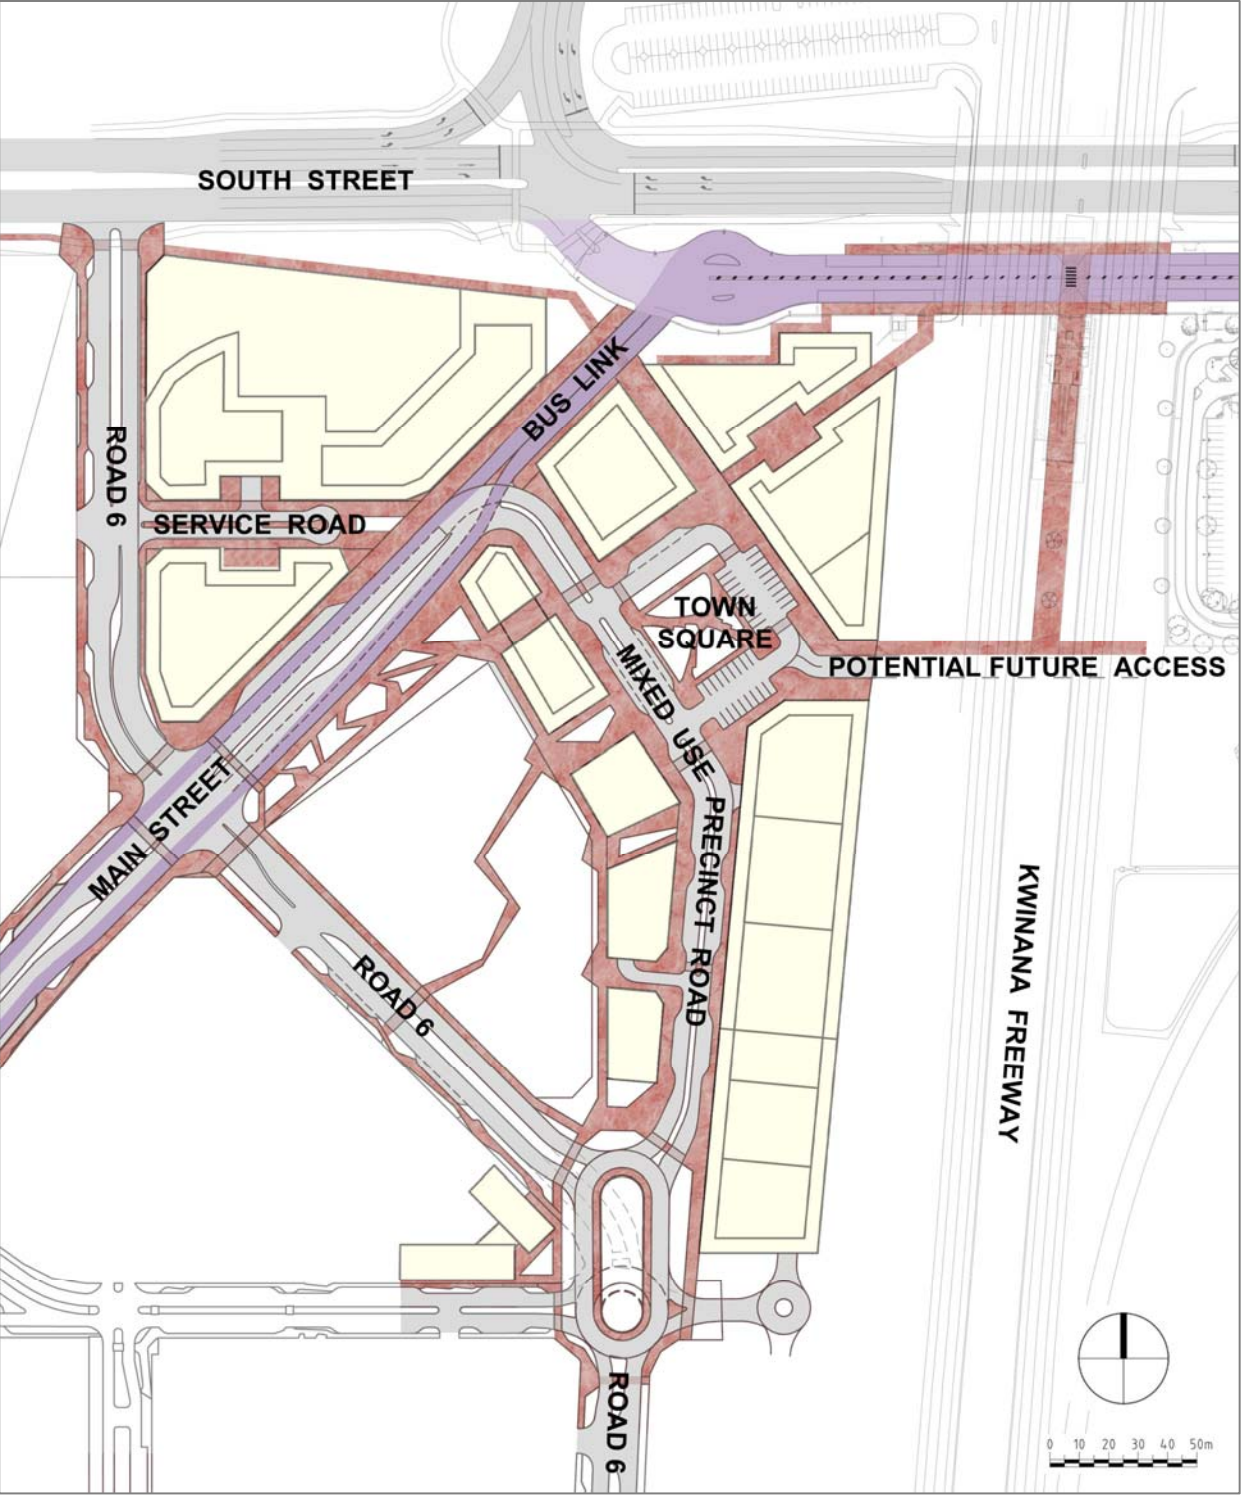 SOUTH STREET
BUS LINK
ROAD 6
SERVICE ROAD
TOWN
SQUARE
POTENTIAL FUTURE ACCESS
MIXED USE PRECINCT ROAD
MAIN STREET
KWINANA FREEWAY
ROAD 6
ROAD 6
0 10 20 30 40 50m